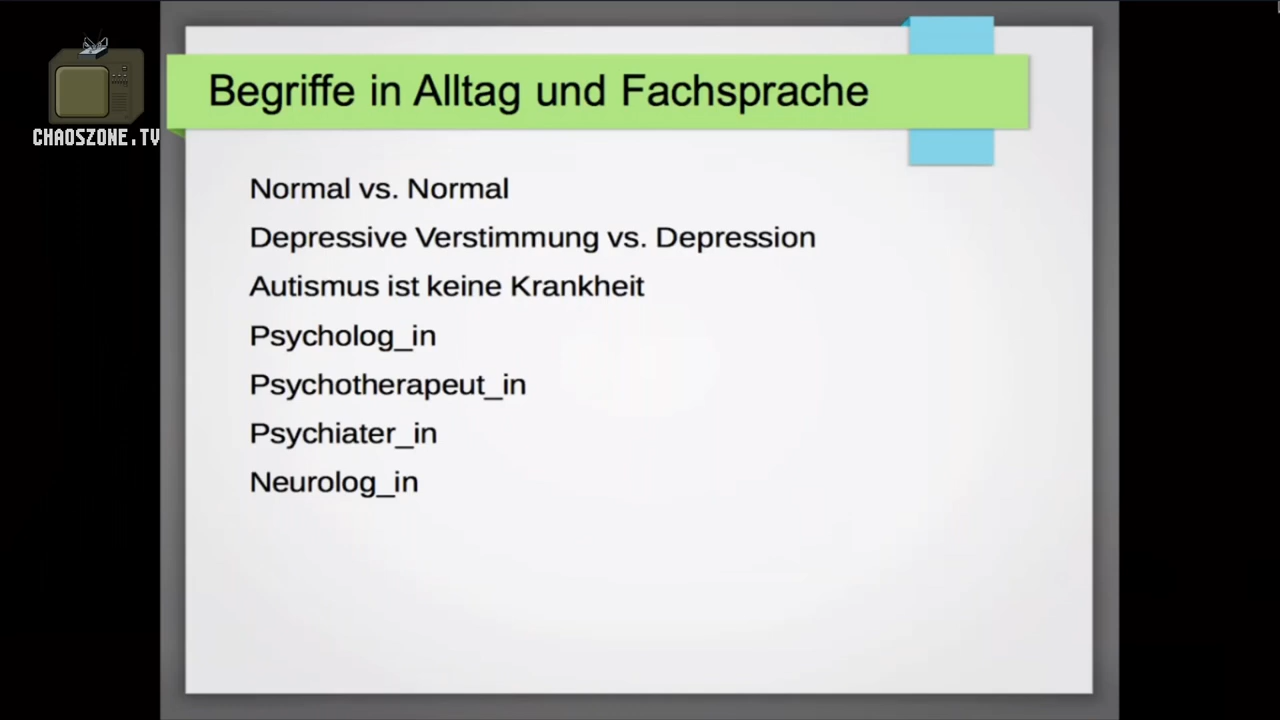 CHAOSZONE.TV
Begriffe in Alltag und Fachsprache
Normal vs. Normal
Depressive Verstimmung vs. Depression
Autismus ist keine Krankheit
Psycholog_in
Psychotherapeut_in
Psychiater_in
Neurolog_in